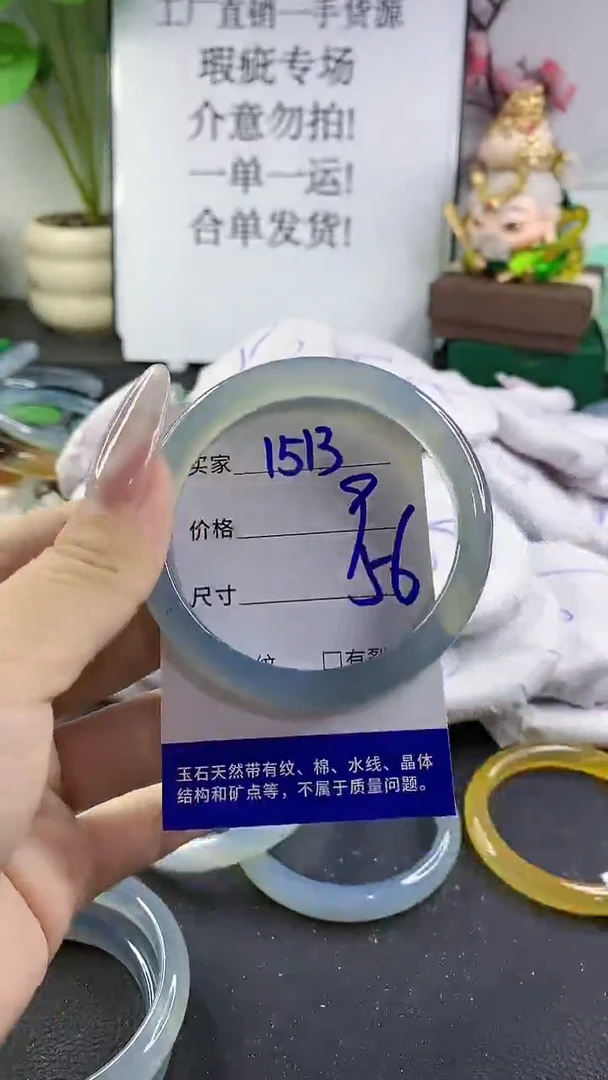 工厂直销一手货源
瑕疵专场
介意勿拍!
一单一运!
合单发货!
买家 1513
价格
尺寸 56
纹 □有裂
玉石天然带有纹、棉、水线、晶体
结构和矿点等，不属于质量问题。